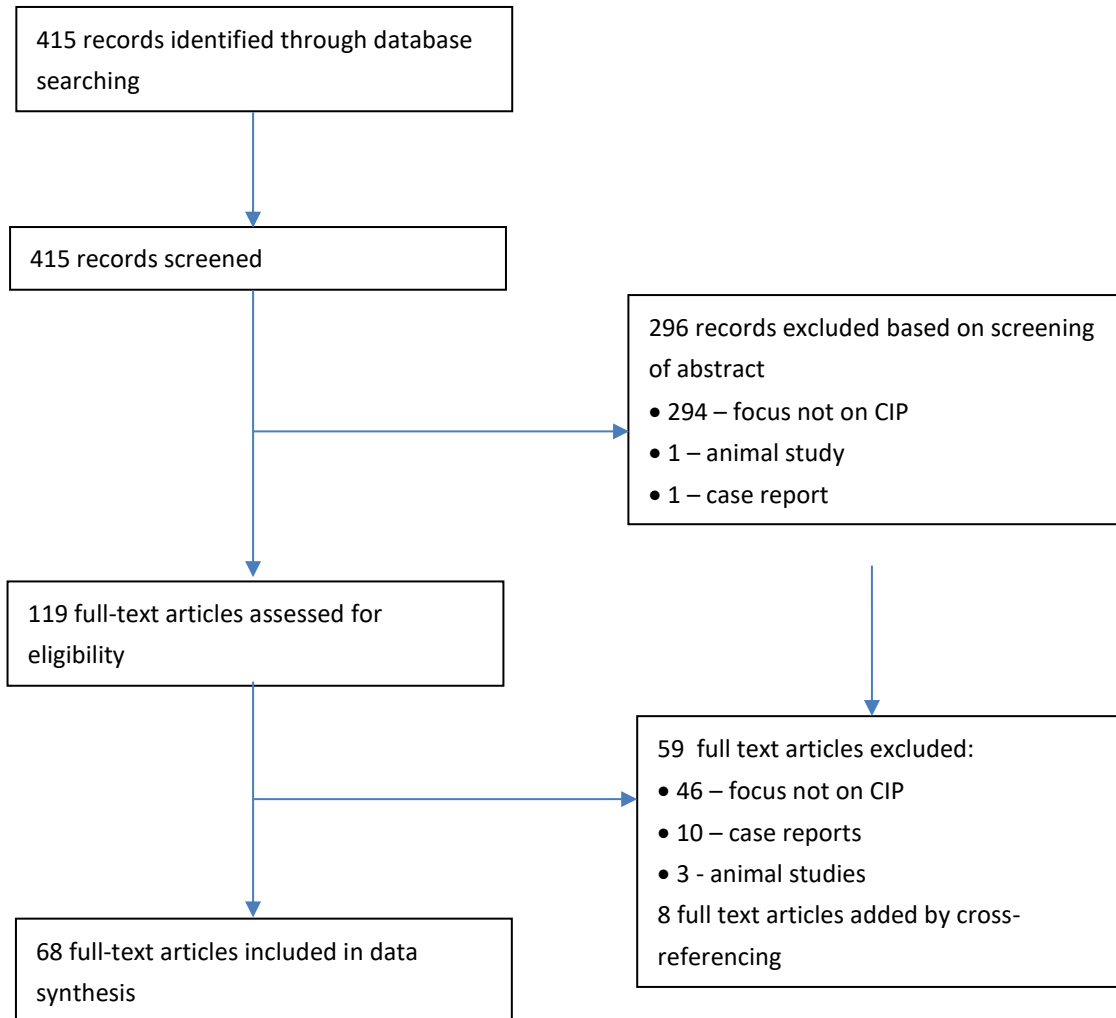 415 records identified through database
searching
415 records screened
296 records excluded based on screening
of abstract
• 294 – focus not on CIP
• 1 – animal study
• 1 – case report
119 full-text articles assessed for
eligibility
59  full text articles excluded:
• 46 – focus not on CIP
• 10 – case reports
• 3 - animal studies
8 full text articles added by cross-
referencing
68 full-text articles included in data
synthesis